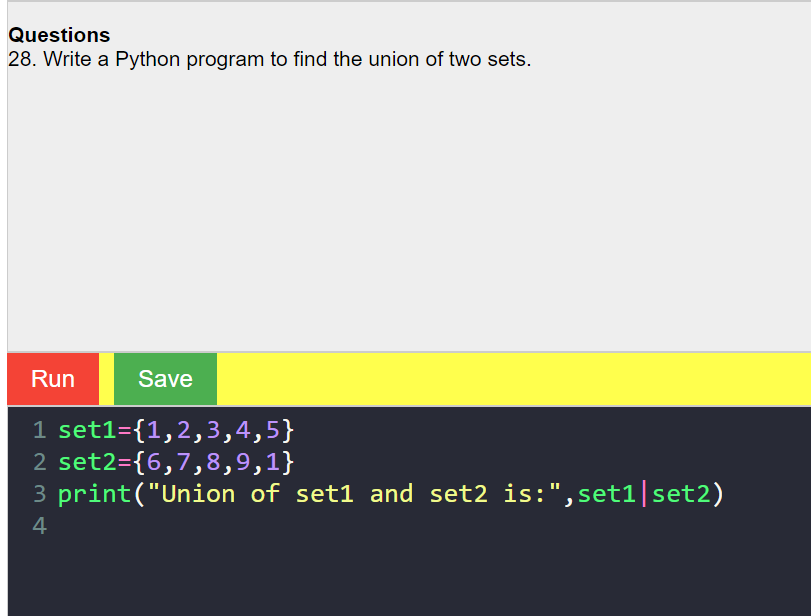 Questions
28. Write a Python program to find the union of two sets.
Run Save
1 set1={1,2,3,4,5}
2 set2={6,7,8,9,1}
3 print("Union of set1 and set2 is:",set1|set2)
4